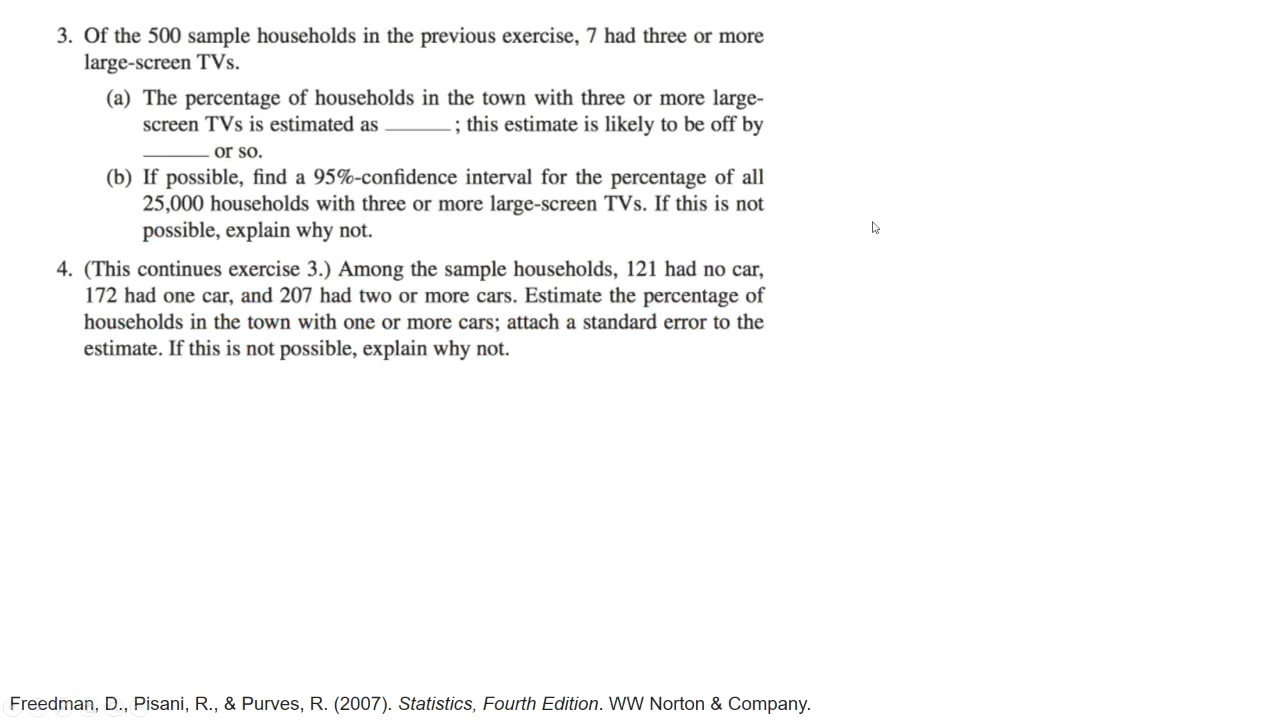 3. Of the 500 sample households in the previous exercise, 7 had three or more
large-screen TVs.
(a) The percentage of households in the town with three or more large-
screen TVs is estimated as ______ ; this estimate is likely to be off by
______ or so.
(b) If possible, find a 95%-confidence interval for the percentage of all
25,000 households with three or more large-screen TVs. If this is not
possible, explain why not.
4. (This continues exercise 3.) Among the sample households, 121 had no car,
172 had one car, and 207 had two or more cars. Estimate the percentage of
households in the town with one or more cars; attach a standard error to the
estimate. If this is not possible, explain why not.
Freedman, D., Pisani, R., & Purves, R. (2007). Statistics, Fourth Edition. WW Norton & Company.